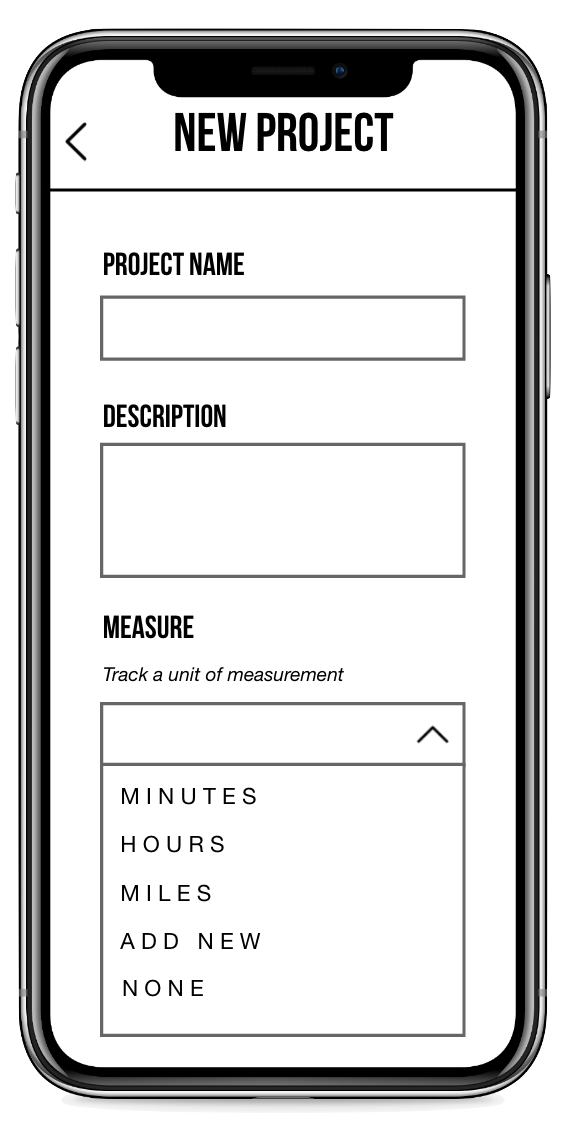 NEW PROJECT
PROJECT NAME
DESCRIPTION
MEASURE
Track a unit of measurement
MINUTES
HOURS
MILES
ADD NEW
NONE